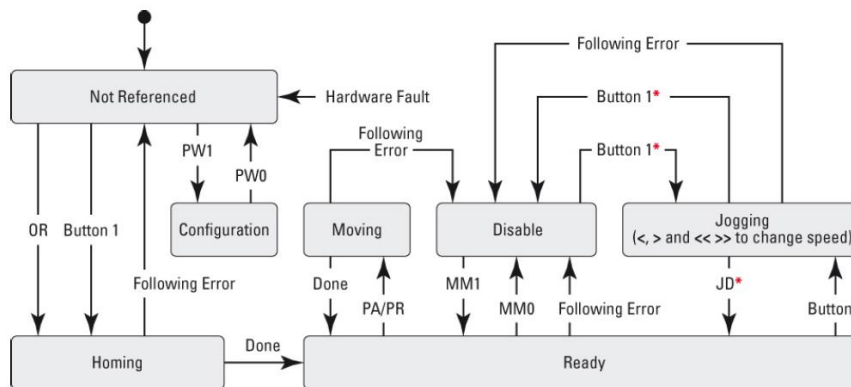 Following Error
Not Referenced
Hardware Fault
Button 1*
Following
Error
Button 1*
PW1
PW0
OR
Button 1
Configuration
Moving
Disable
Jogging
(<, > and << >> to change speed)
Following Error
Done
PA/PR
MM1
MM0
Following Error
JD*
Button
Homing
Done
Ready